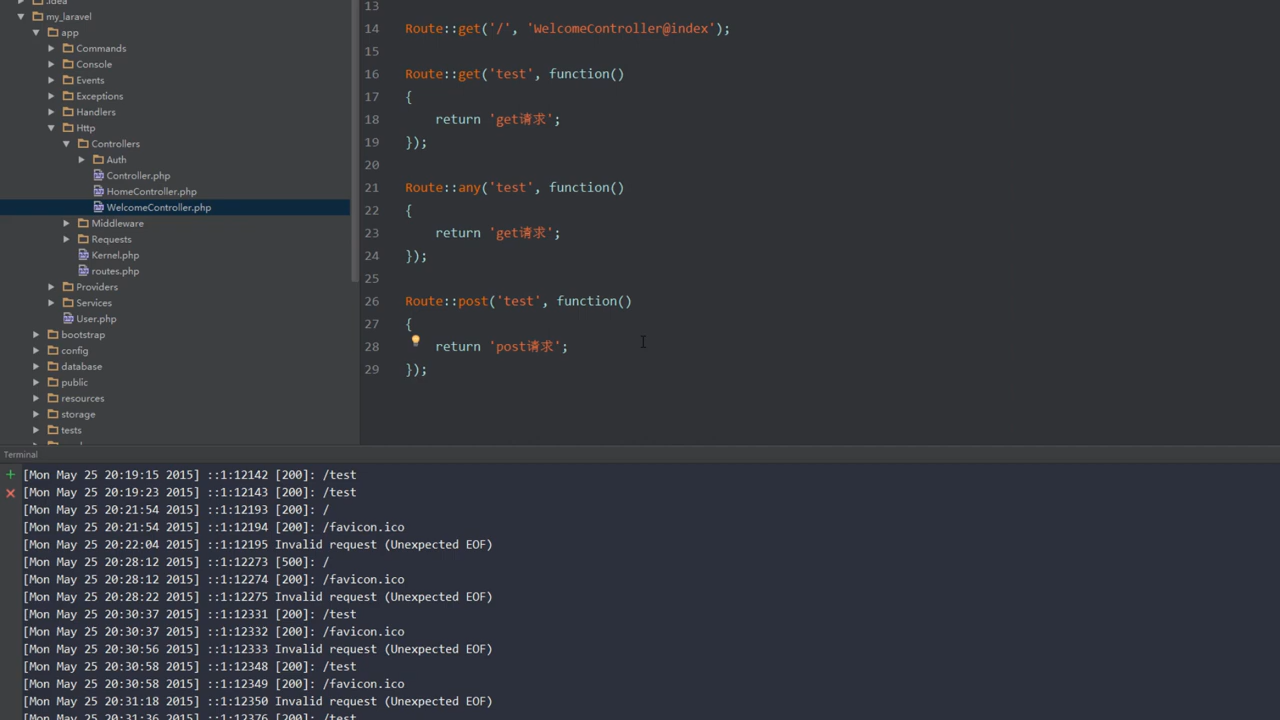 .idea
my_laravel
app
Commands
Console
Events
Exceptions
Handlers
Http
Controllers
Auth
Controller.php
HomeController.php
WelcomeController.php
Middleware
Requests
Kernel.php
routes.php
Providers
Services
User.php
bootstrap
config
database
public
resources
storage
tests
13
14 Route::get('/', 'WelcomeController@index');
15
16 Route::get('test', function()
17 {
18 return 'get请求';
19 });
20
21 Route::any('test', function()
22 {
23 return 'get请求';
24 });
25
26 Route::post('test', function()
27 {
28 return 'post请求';
29 });
Terminal
[Mon May 25 20:19:15 2015] ::1:12142 [200]: /test
[Mon May 25 20:19:23 2015] ::1:12143 [200]: /test
[Mon May 25 20:21:54 2015] ::1:12193 [200]: /
[Mon May 25 20:21:54 2015] ::1:12194 [200]: /favicon.ico
[Mon May 25 20:22:04 2015] ::1:12195 Invalid request (Unexpected EOF)
[Mon May 25 20:28:12 2015] ::1:12273 [500]: /
[Mon May 25 20:28:12 2015] ::1:12274 [200]: /favicon.ico
[Mon May 25 20:28:22 2015] ::1:12275 Invalid request (Unexpected EOF)
[Mon May 25 20:30:37 2015] ::1:12331 [200]: /test
[Mon May 25 20:30:37 2015] ::1:12332 [200]: /favicon.ico
[Mon May 25 20:30:56 2015] ::1:12333 Invalid request (Unexpected EOF)
[Mon May 25 20:30:58 2015] ::1:12348 [200]: /test
[Mon May 25 20:30:58 2015] ::1:12349 [200]: /favicon.ico
[Mon May 25 20:31:18 2015] ::1:12350 Invalid request (Unexpected EOF)
[Mon May 25 20:31:36 2015] ::1:12376 [200]: /test